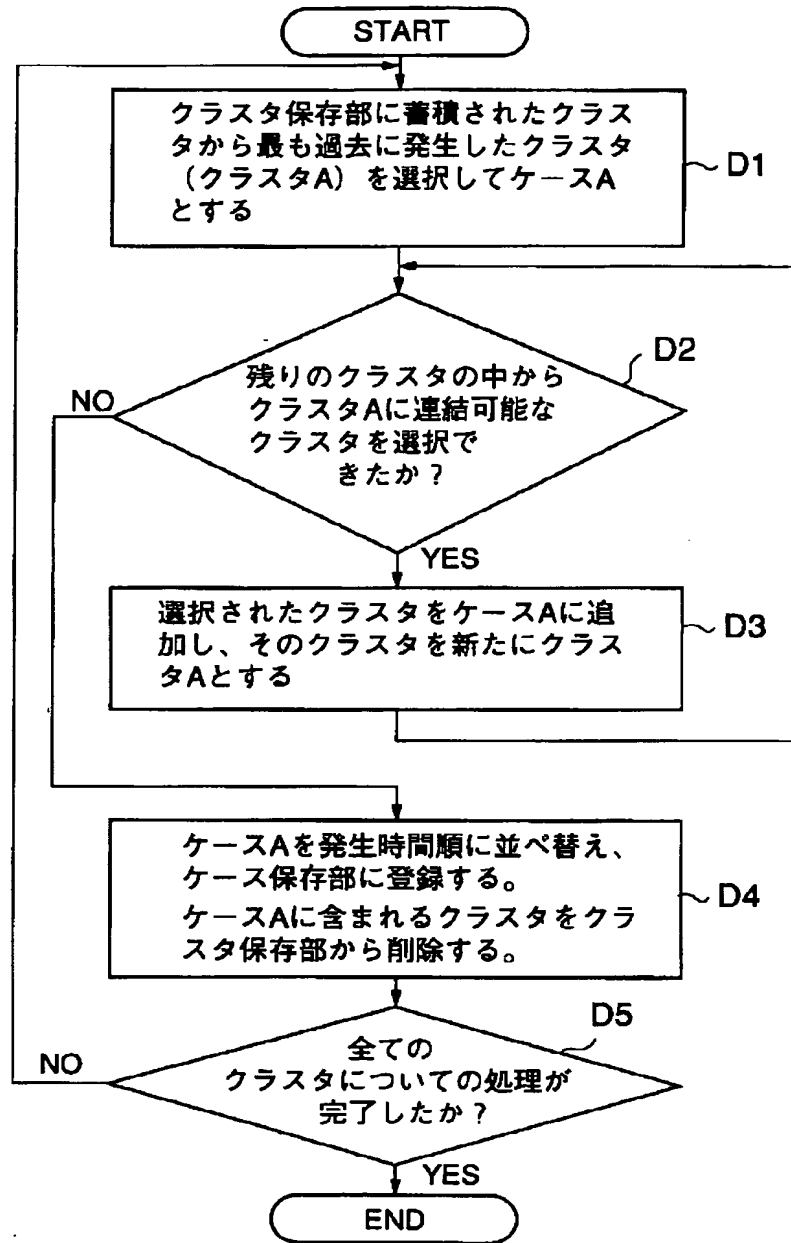 START
クラスタ保存部に蓄積されたクラス
タから最も過去に発生したクラスタ
（クラスタA）を選択してケースA
とする
D1
D2
残りのクラスタの中から
クラスタAに連結可能な
クラスタを選択で
きたか？
NO
YES
選択されたクラスタをケースAに追
加し、そのクラスタを新たにクラス
タAとする
D3
ケースAを発生時間順に並べ替え、
ケース保存部に登録する。
ケースAに含まれるクラスタをクラ
スタ保存部から削除する。
D4
D5
全ての
クラスタについての処理が
完了したか？
NO
YES
END